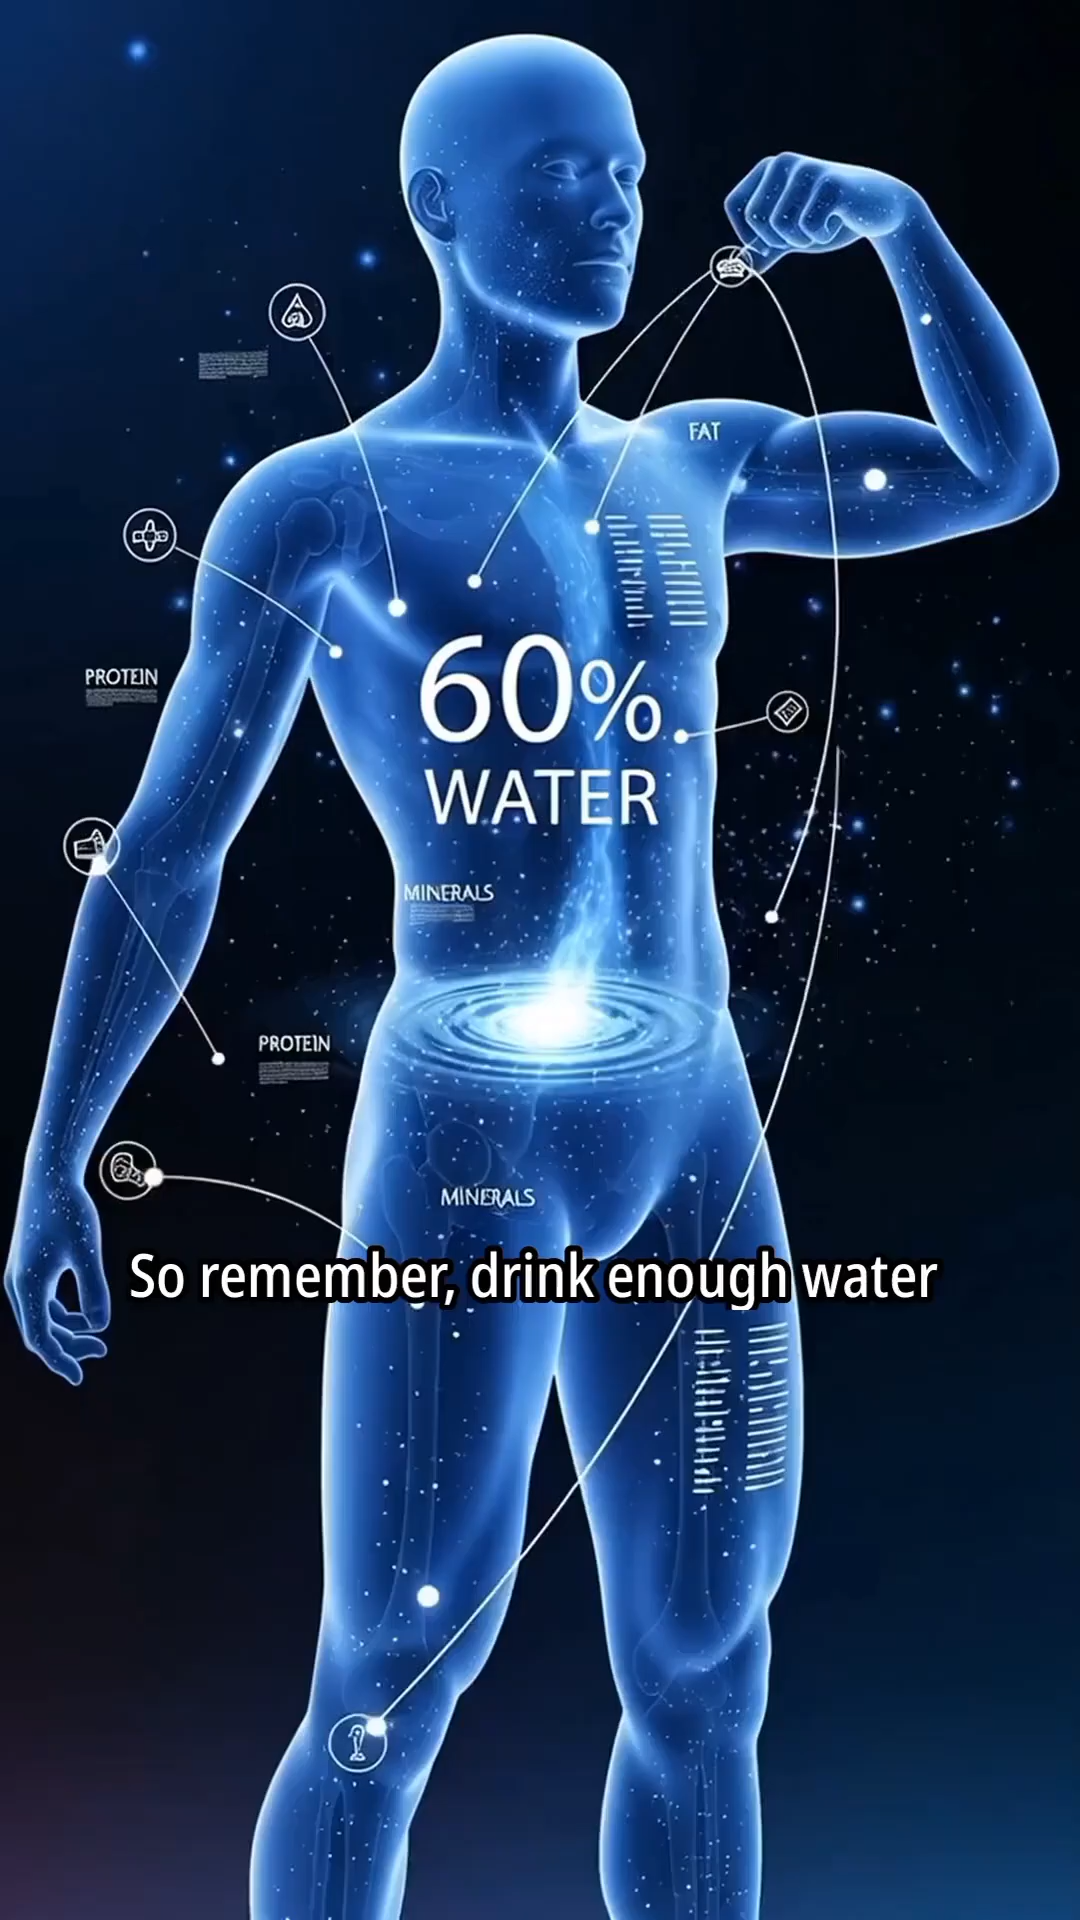 FAT
60%
WATER
PROTEIN
MINERALS
PROTEIN
MINERALS
So remember, drink enough water